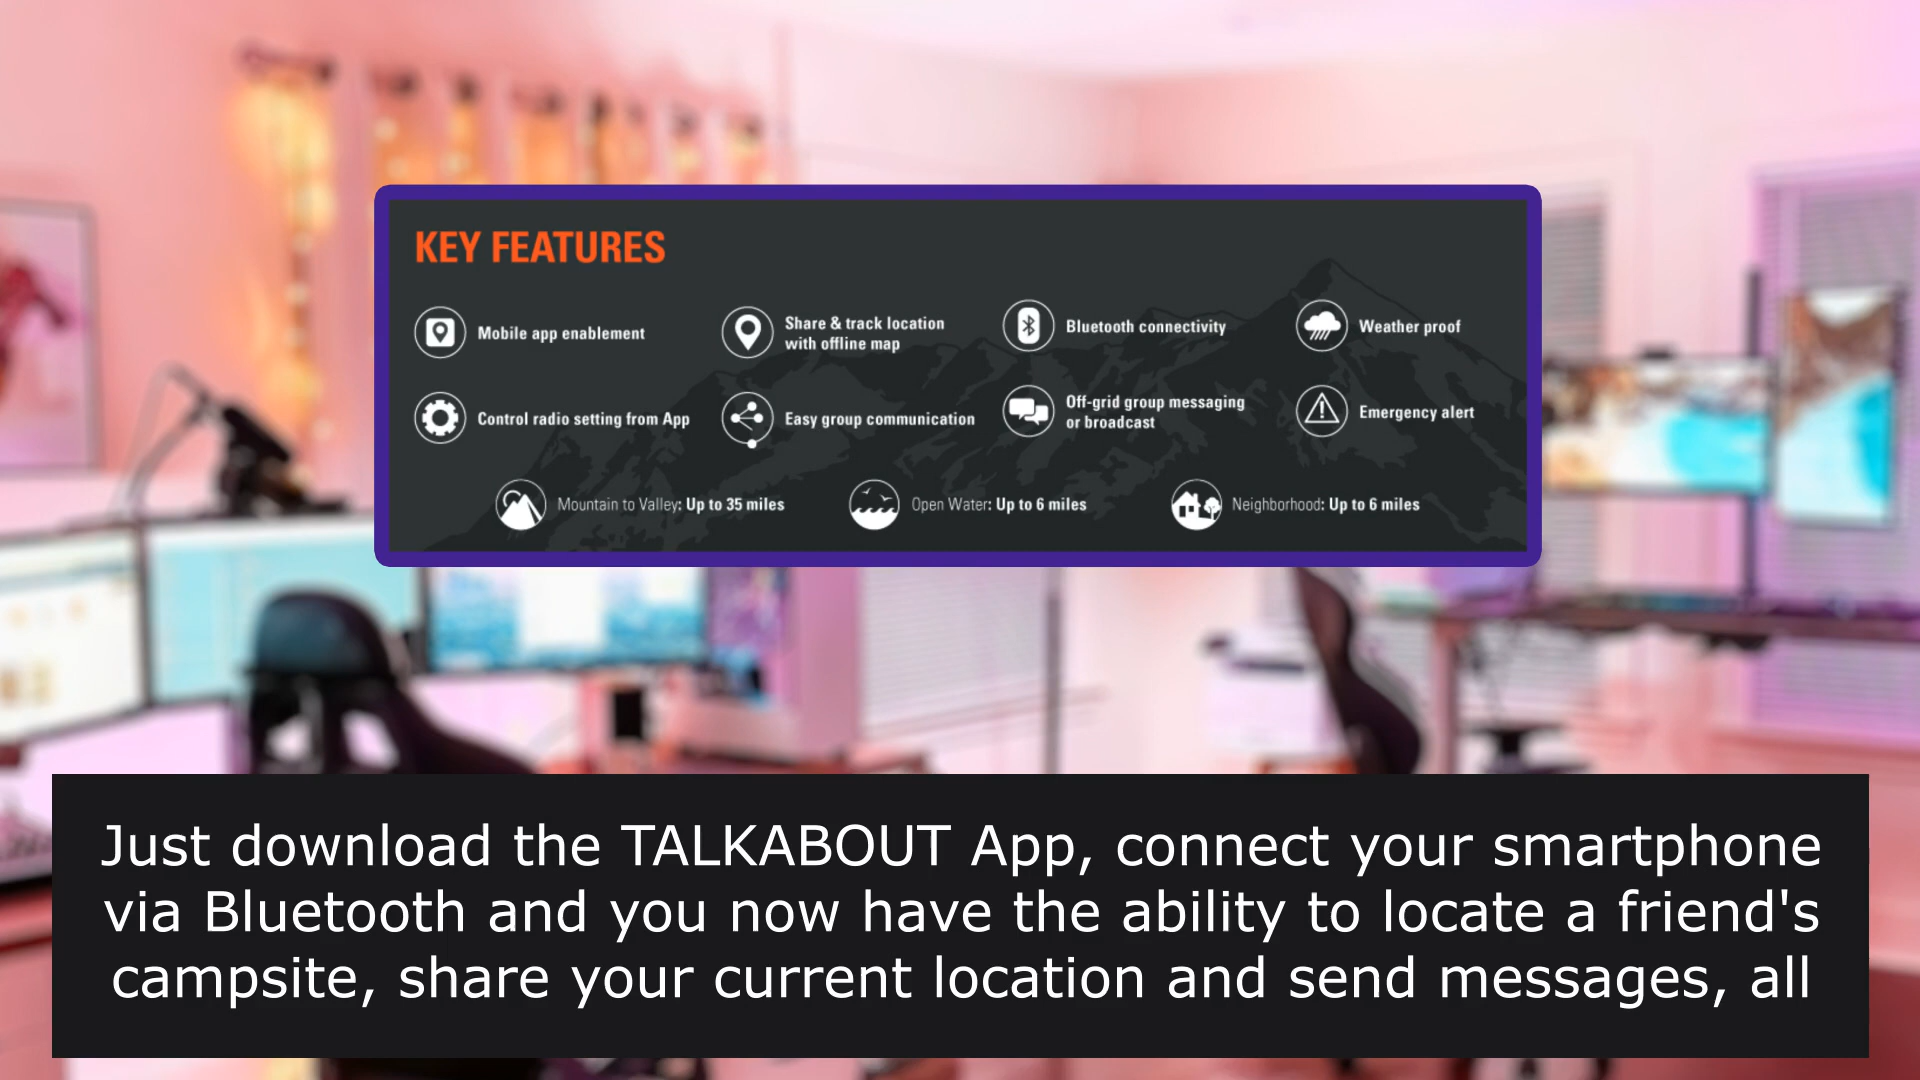 KEY FEATURES
Mobile app enablement
Share & track location
with offline map
Bluetooth connectivity
Weather proof
Control radio setting from App
Easy group communication
Off-grid group messaging
or broadcast
Emergency alert
Mountain to Valley: Up to 35 miles
Open Water: Up to 6 miles
Neighborhood: Up to 6 miles
Just download the TALKABOUT App, connect your smartphone
via Bluetooth and you now have the ability to locate a friend's
campsite, share your current location and send messages, all